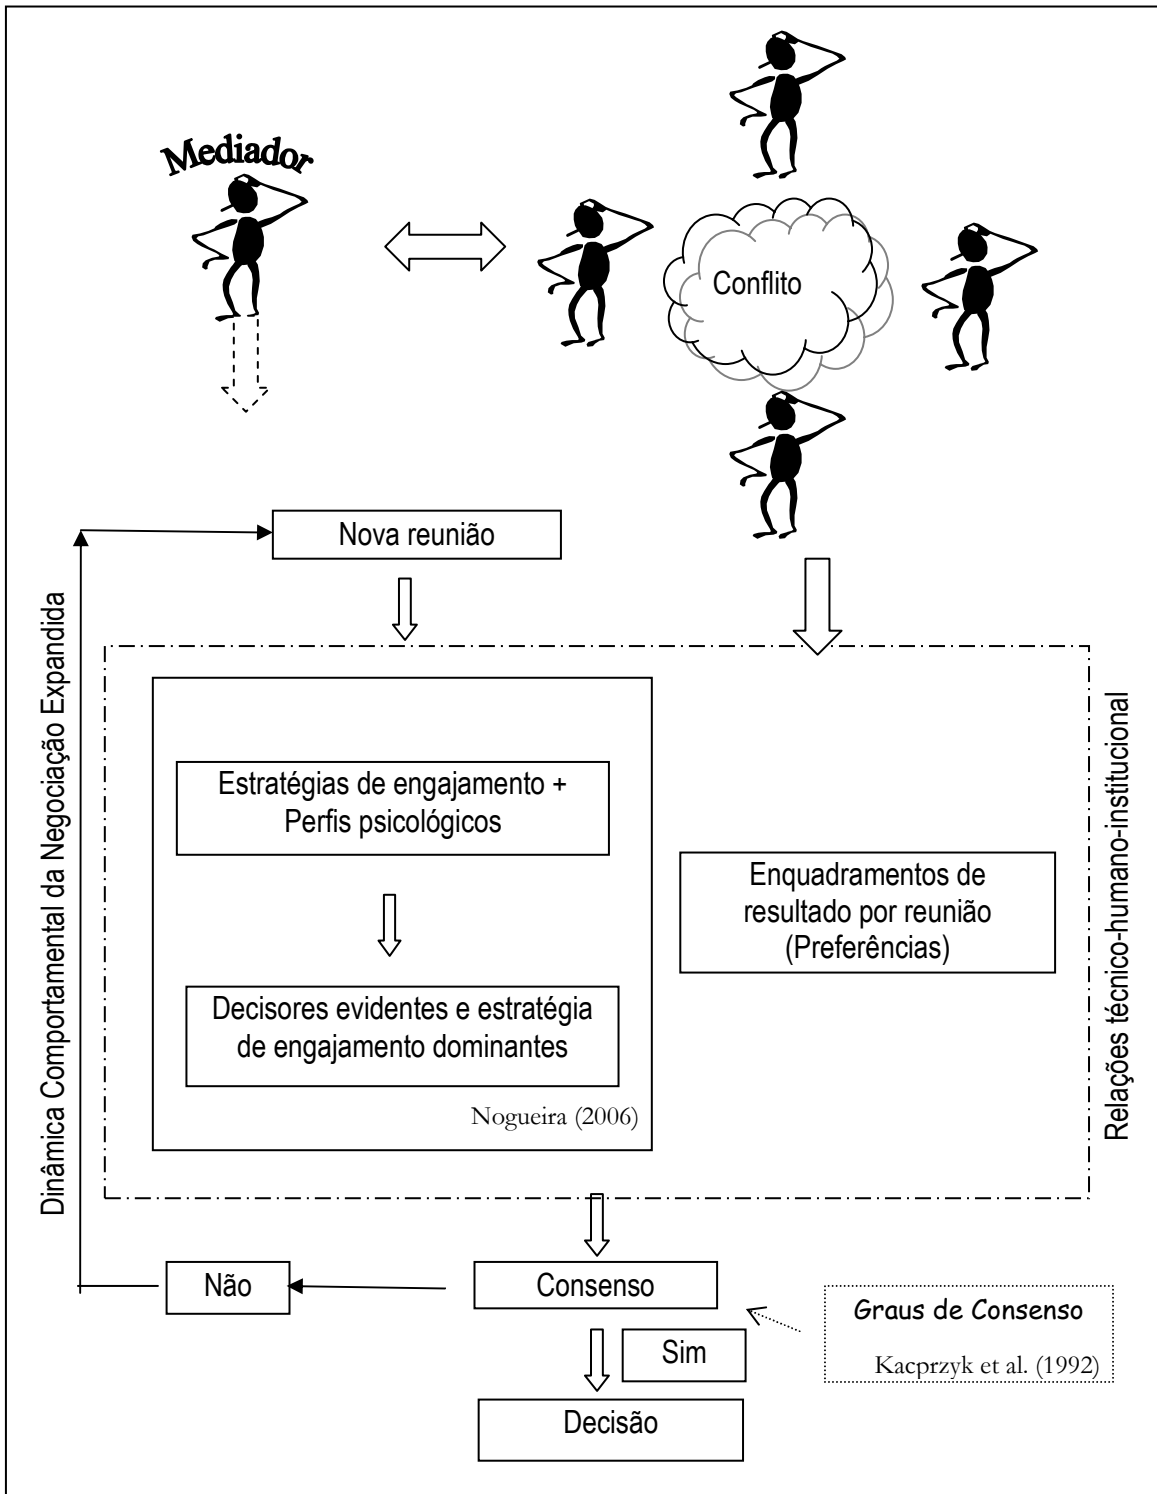 Mediador
Conflito
Nova reunião
Dinâmica Comportamental da Negociação Expandida
Estratégias de engajamento +
Perfis psicológicos
Decisores evidentes e estratégia
de engajamento dominantes
Nogueira (2006)
Enquadramentos de
resultado por reunião
(Preferências)
Relações técnico-humano-institucional
Não
Consenso
Graus de Consenso
Kacprzyk et al. (1992)
Sim
Decisão